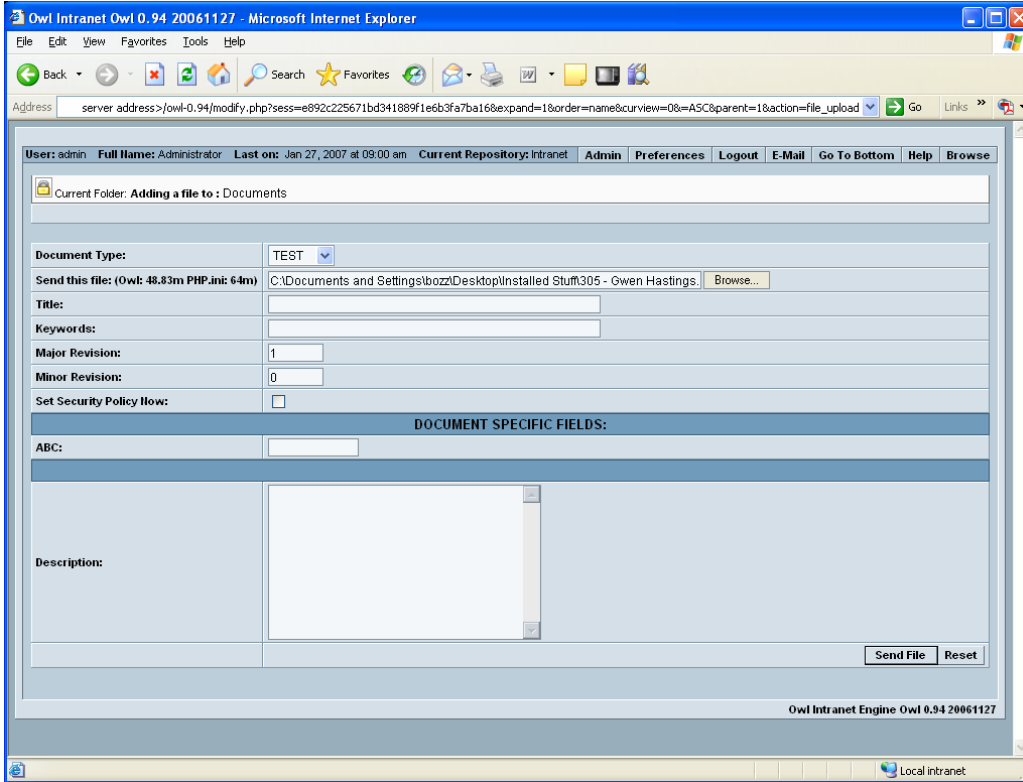 Owl Intranet Owl 0.94 20061127 - Microsoft Internet Explorer
File Edit View Favorites Tools Help
Back Search Favorites
Address server address>/owl-0.94/modify.php?sess=e892c225671bd341889f1e6b3fa7ba16&expand=1&order=name&curview=0&=ASC&parent=1&action=file_upload Go Links »
User: admin Full Name: Administrator Last on: Jan 27, 2007 at 09:00 am Current Repository: Intranet Admin Preferences Logout E-Mail Go To Bottom Help Browse
Current Folder: Adding a file to : Documents
Document Type: TEST
Send this file: (Owl: 48.83m PHP.ini: 64m) C:\Documents and Settings\bozz\Desktop\Installed Stuff\305 - Gwen Hastings. Browse...
Title:
Keywords:
Major Revision: 1
Minor Revision: 0
Set Security Policy Now:
DOCUMENT SPECIFIC FIELDS:
ABC:
Description:
Send File Reset
Owl Intranet Engine Owl 0.94 20061127
Local intranet